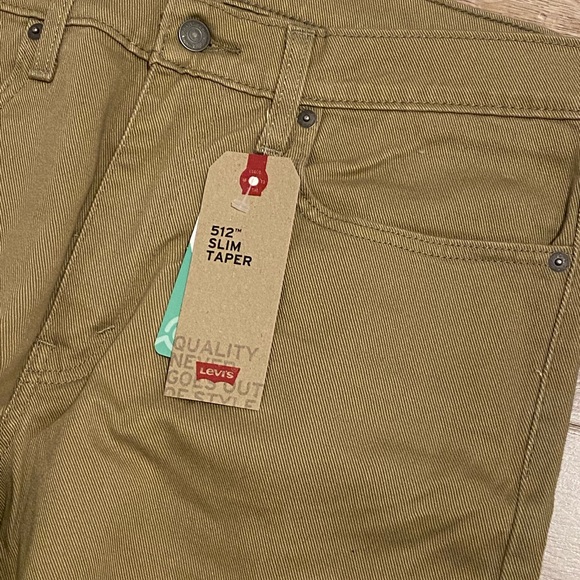 512™
SLIM
TAPER
QUALITY
NEVER
GOES OUT
OF STYLE
Levi's